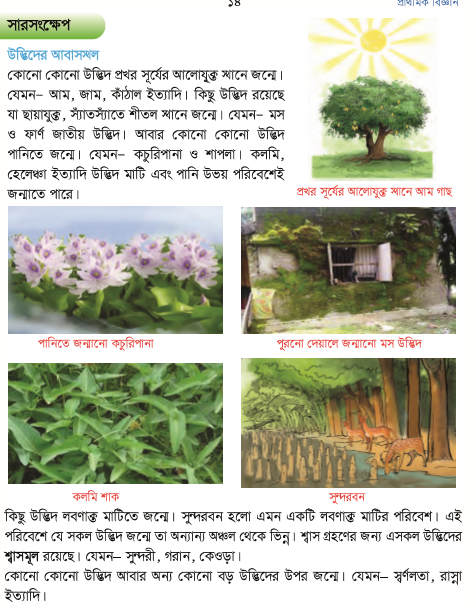 ১৪
প্রাথমিক বিজ্ঞান
সারসংক্ষেপ
উদ্ভিদের আবাসস্থল
কোনো কোনো উদ্ভিদ প্রখর সূর্যের আলোযুক্ত স্থানে জন্মে।
যেমন– আম, জাম, কাঁঠাল ইত্যাদি। কিছু উদ্ভিদ রয়েছে
যা ছায়াযুক্ত, স্যাঁতস্যাঁতে শীতল স্থানে জন্মে। যেমন– মস
ও ফার্ণ জাতীয় উদ্ভিদ। আবার কোনো কোনো উদ্ভিদ
পানিতে জন্মে। যেমন– কচুরিপানা ও শাপলা। কলমি,
হেলেঞ্চা ইত্যাদি উদ্ভিদ মাটি এবং পানি উভয় পরিবেশেই
জন্মাতে পারে।
প্রখর সূর্যের আলোযুক্ত স্থানে আম গাছ
পানিতে জন্মানো কচুরিপানা
পুরনো দেয়ালে জন্মানো মস উদ্ভিদ
কলমি শাক
সুন্দরবন
কিছু উদ্ভিদ লবণাক্ত মাটিতে জন্মে। সুন্দরবন হলো এমন একটি লবণাক্ত মাটির পরিবেশ। এই
পরিবেশে যে সকল উদ্ভিদ জন্মে তা অন্যান্য অঞ্চল থেকে ভিন্ন। শ্বাস গ্রহণের জন্য এসকল উদ্ভিদের
শ্বাসমূল রয়েছে। যেমন– সুন্দরী, গরান, কেওড়া।
কোনো কোনো উদ্ভিদ আবার অন্য কোনো বড় উদ্ভিদের উপর জন্মে। যেমন– স্বর্ণলতা, রাস্না
ইত্যাদি।